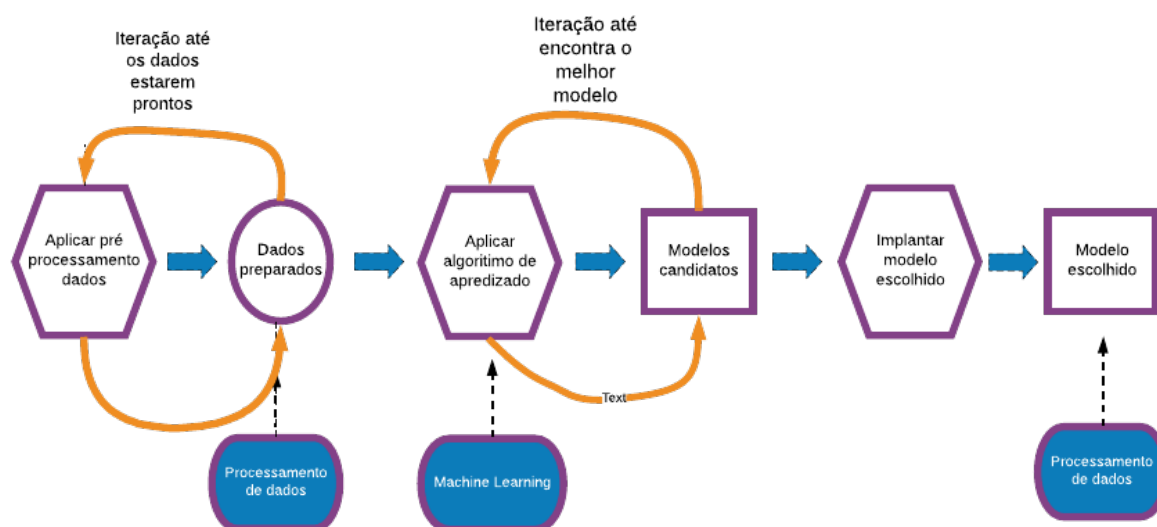 Iteração até
os dados
estarem
prontos
Iteração até
encontra o
melhor
modelo
Aplicar pré
processamento
dados
Dados
preparados
Aplicar
algoritimo de
apredizado
Modelos
candidatos
Implantar
modelo
escolhido
Modelo
escolhido
Text
Processamento
de dados
Machine Learning
Processamento
de dados